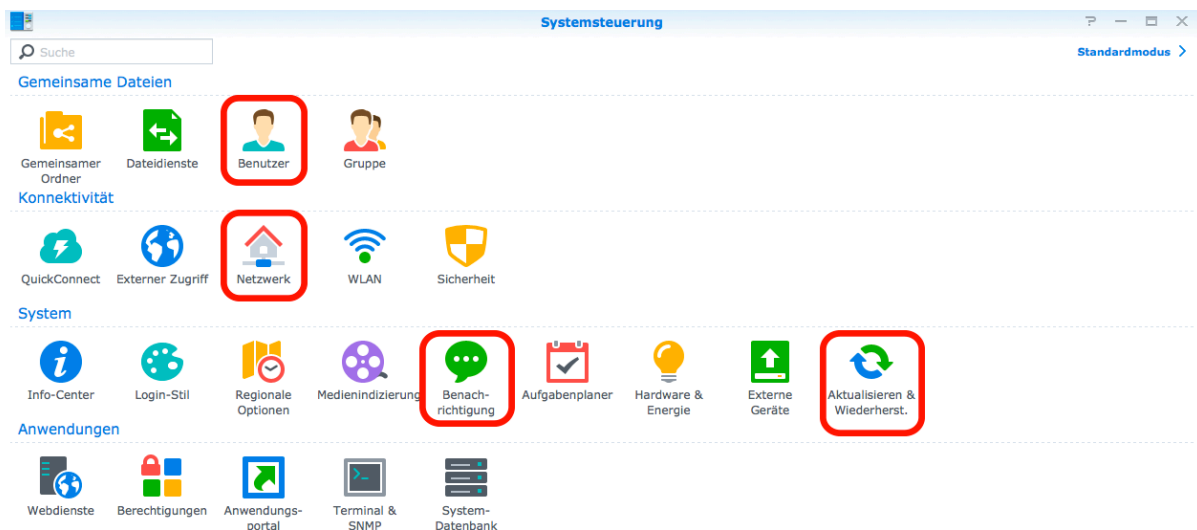 Systemsteuerung
Suche
Standardmodus
Gemeinsame Dateien
Gemeinsamer Dateidienste Benutzer Gruppe
Ordner
Konnektivität
QuickConnect Externer Zugriff Netzwerk WLAN Sicherheit
System
Info-Center Login-Stil Regionale Medienindizierung Benach- Aufgabenplaner Hardware & Externe Aktualisieren &
Optionen richtigung Energie Geräte Wiederherst.
Anwendungen
Webdienste Berechtigungen Anwendungs- Terminal & System-
portal SNMP Datenbank